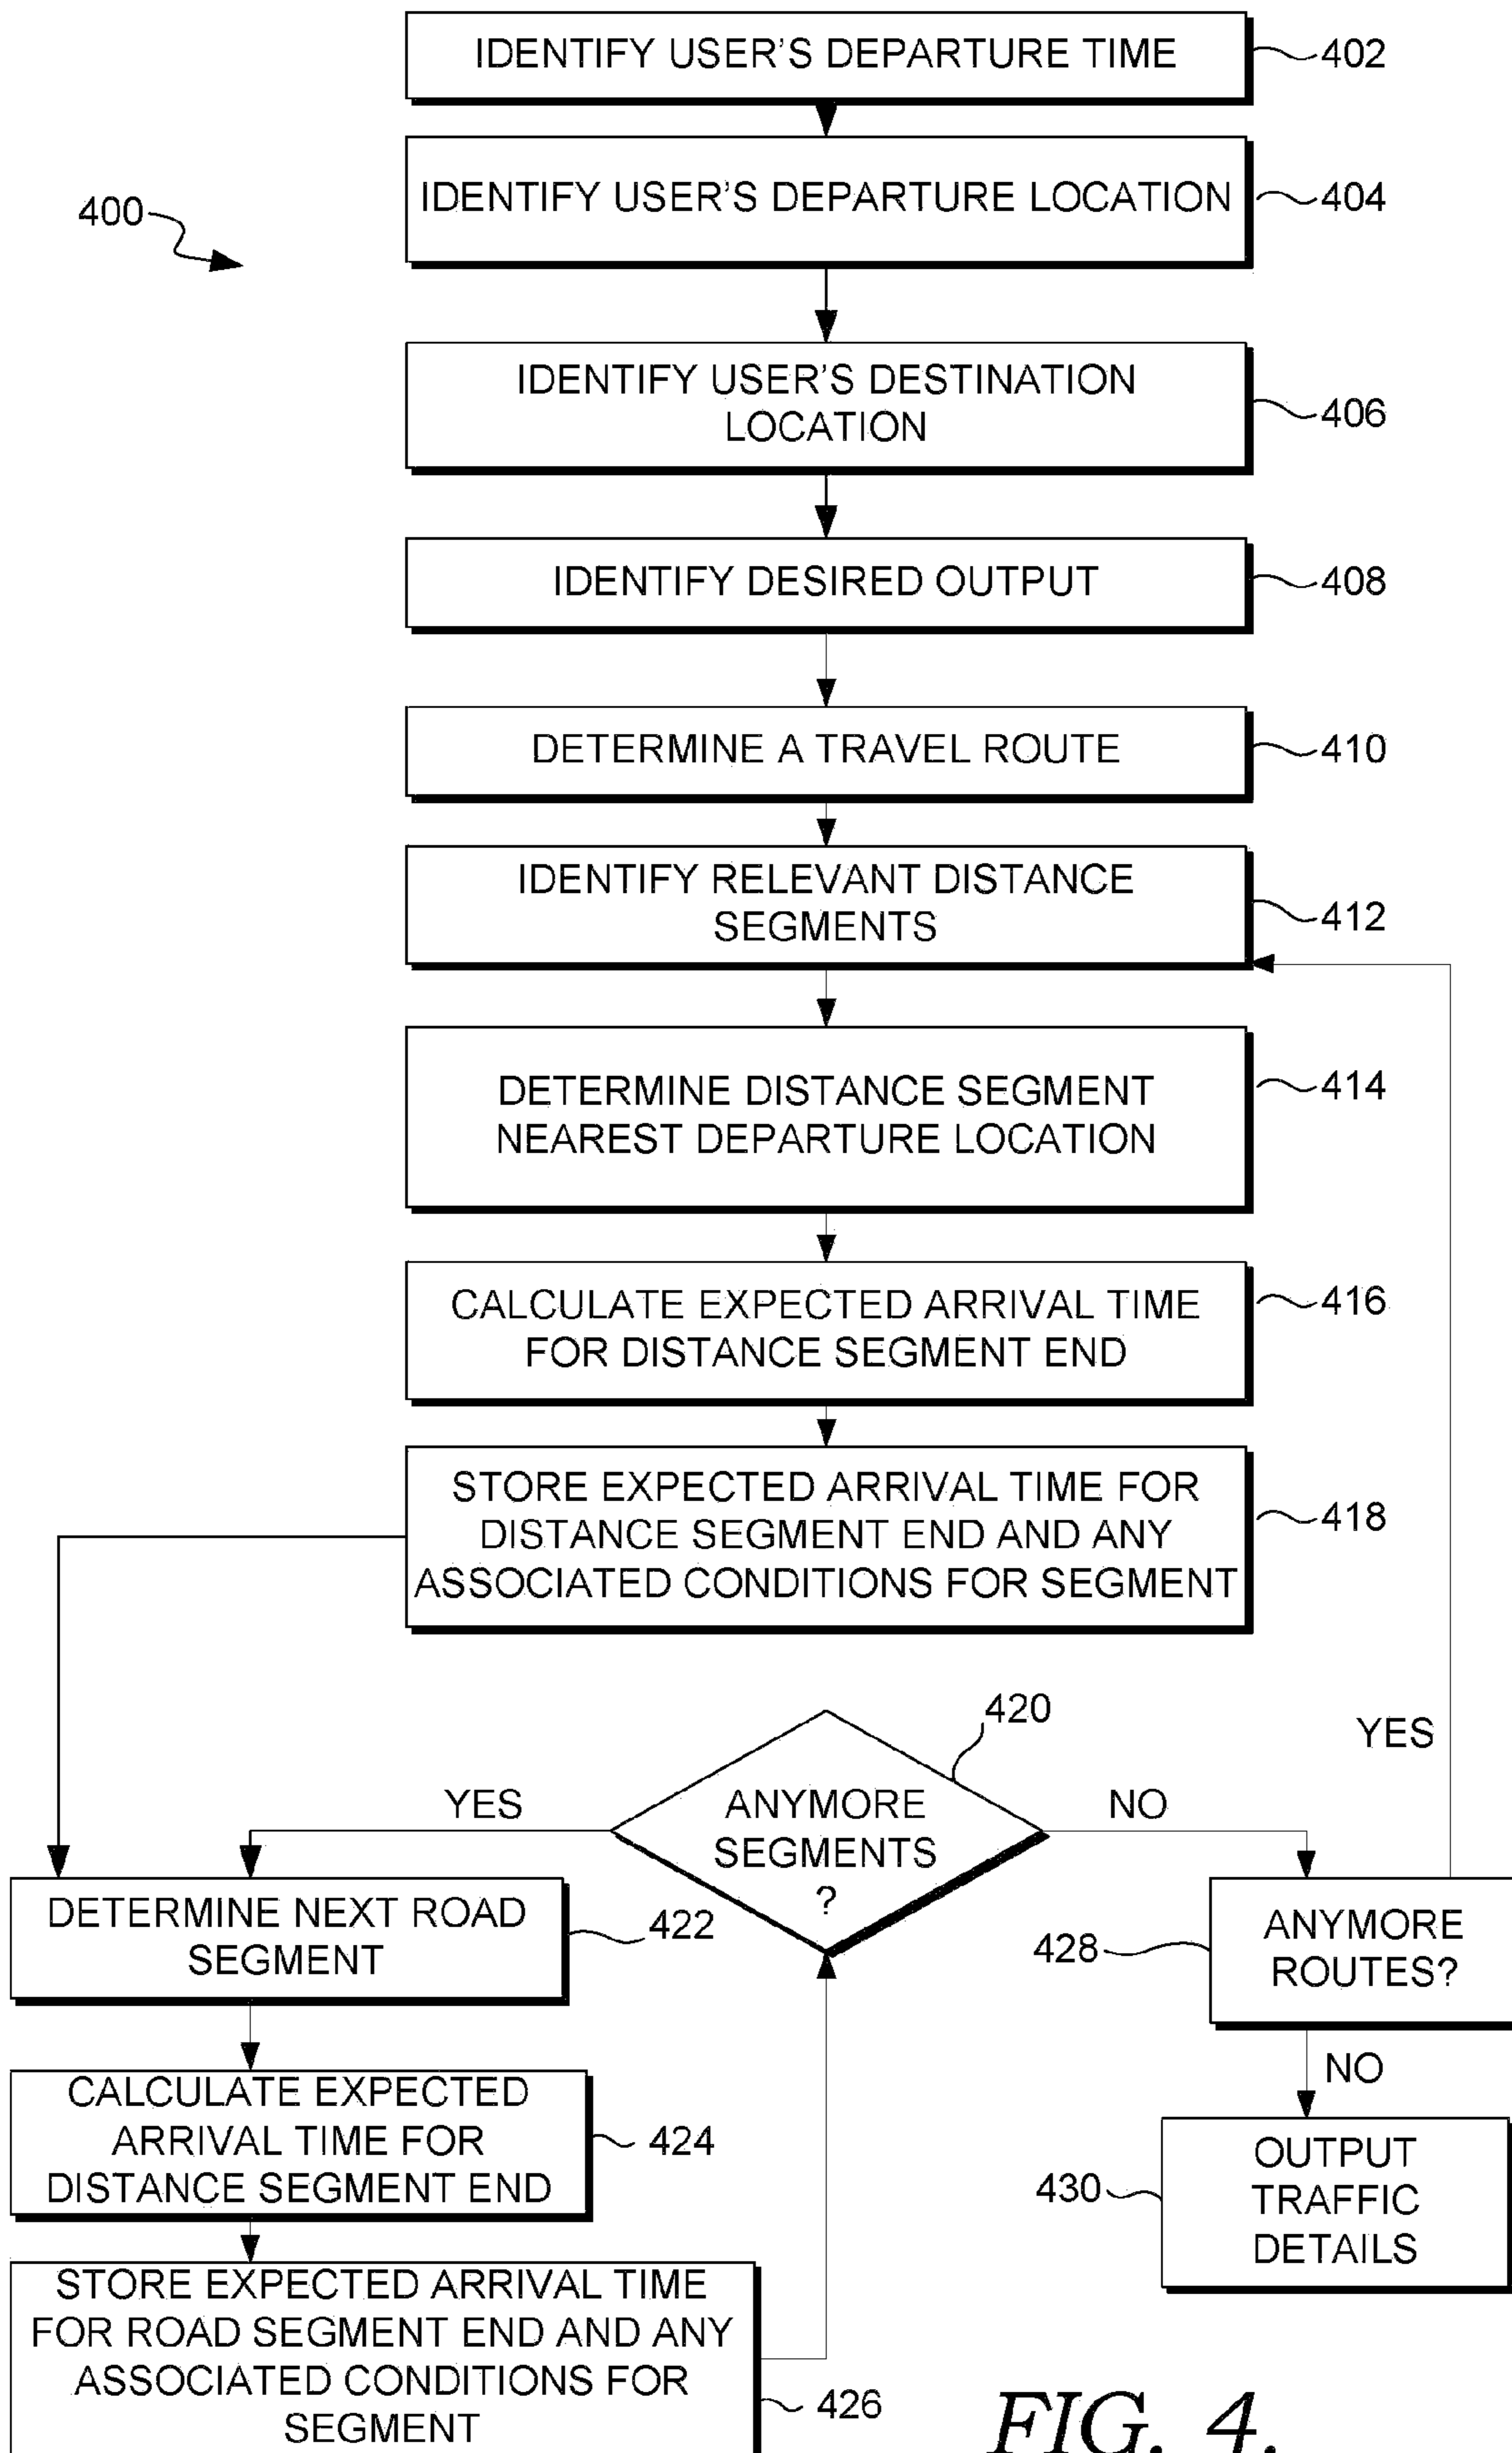 IDENTIFY USER'S DEPARTURE TIME
402
IDENTIFY USER'S DEPARTURE LOCATION
404
400
IDENTIFY USER'S DESTINATION
LOCATION
406
IDENTIFY DESIRED OUTPUT
408
DETERMINE A TRAVEL ROUTE
410
IDENTIFY RELEVANT DISTANCE
SEGMENTS
412
DETERMINE DISTANCE SEGMENT
NEAREST DEPARTURE LOCATION
414
CALCULATE EXPECTED ARRIVAL TIME
FOR DISTANCE SEGMENT END
416
STORE EXPECTED ARRIVAL TIME FOR
DISTANCE SEGMENT END AND ANY
ASSOCIATED CONDITIONS FOR SEGMENT
418
420
YES
YES
ANYMORE
SEGMENTS
?
NO
DETERMINE NEXT ROAD
SEGMENT
422
428
ANYMORE
ROUTES?
NO
CALCULATE EXPECTED
ARRIVAL TIME FOR
DISTANCE SEGMENT END
424
430
OUTPUT
TRAFFIC
DETAILS
STORE EXPECTED ARRIVAL TIME
FOR ROAD SEGMENT END AND ANY
ASSOCIATED CONDITIONS FOR
SEGMENT
426
FIG. 4.